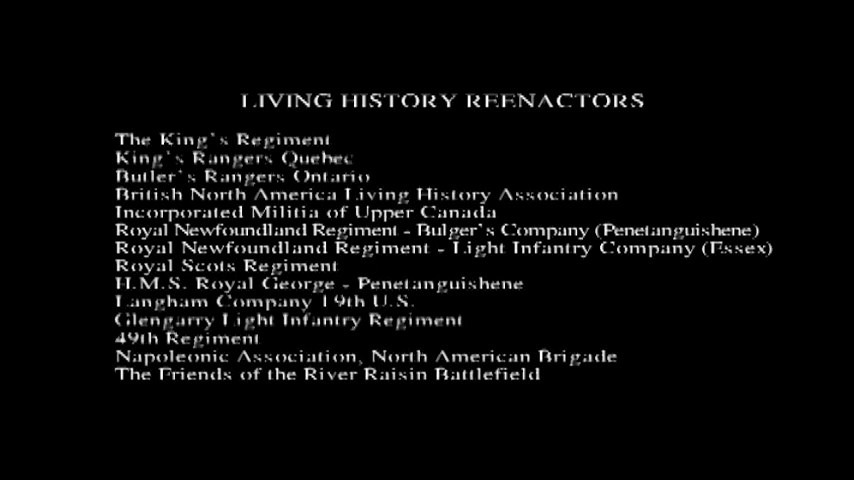 LIVING HISTORY REENACTORS
The King's Regiment
King's Rangers Quebec
Butler's Rangers Ontario
British North America Living History Association
Incorporated Militia of Upper Canada
Royal Newfoundland Regiment - Bulger's Company (Penetanguishene)
Royal Newfoundland Regiment - Light Infantry Company (Essex)
Royal Scots Regiment
H.M.S. Royal George - Penetanguishene
Langham Company 19th U.S.
Glengarry Light Infantry Regiment
49th Regiment
Napoleonic Association, North American Brigade
The Friends of the River Raisin Battlefield